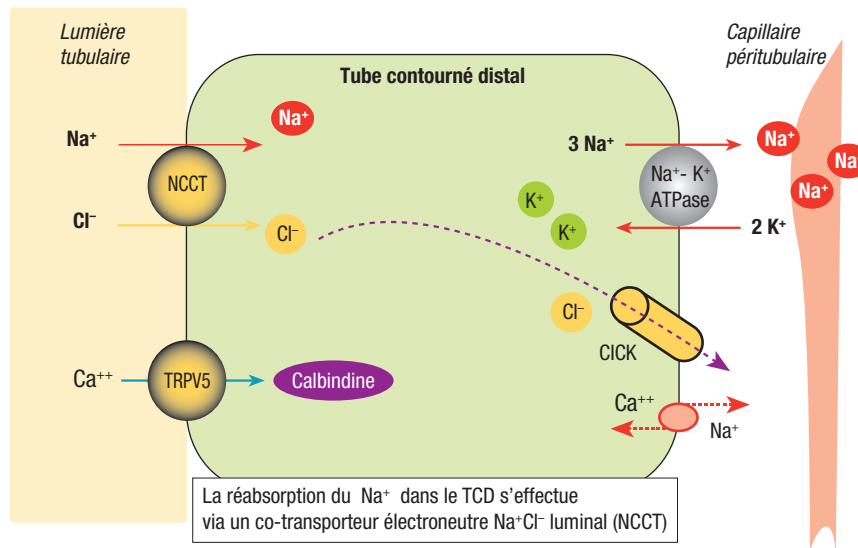 Lumière
tubulaire
Capillaire
péritubulaire
Tube contourné distal
Na⁺
Na⁺
3 Na⁺
Na⁺
Na
Na⁺
NCCT
Na⁺- K⁺
ATPase
K⁺
K⁺
2 K⁺
Cl⁻
Cl⁻
Cl⁻
ClCK
Ca⁺⁺
TRPV5
Calbindine
Ca⁺⁺
Na⁺
La réabsorption du Na⁺ dans le TCD s’effectue
via un co-transporteur électroneutre Na⁺Cl⁻ luminal (NCCT)